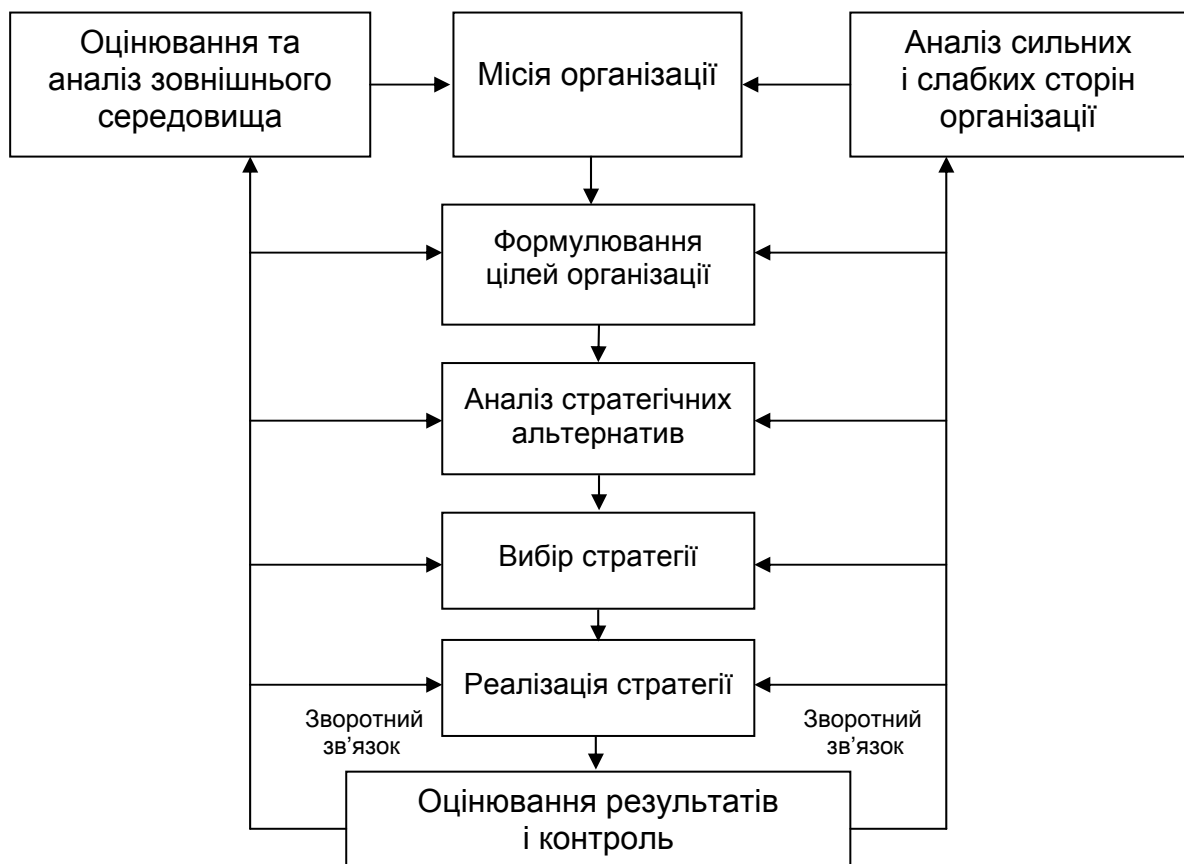 Оцінювання та
аналіз зовнішнього
середовища
Місія організації
Аналіз сильних
і слабких сторін
організації
Формулювання
цілей організації
Аналіз стратегічних
альтернатив
Вибір стратегії
Реалізація стратегії
Зворотний
зв’язок
Зворотний
зв’язок
Оцінювання результатів
і контроль